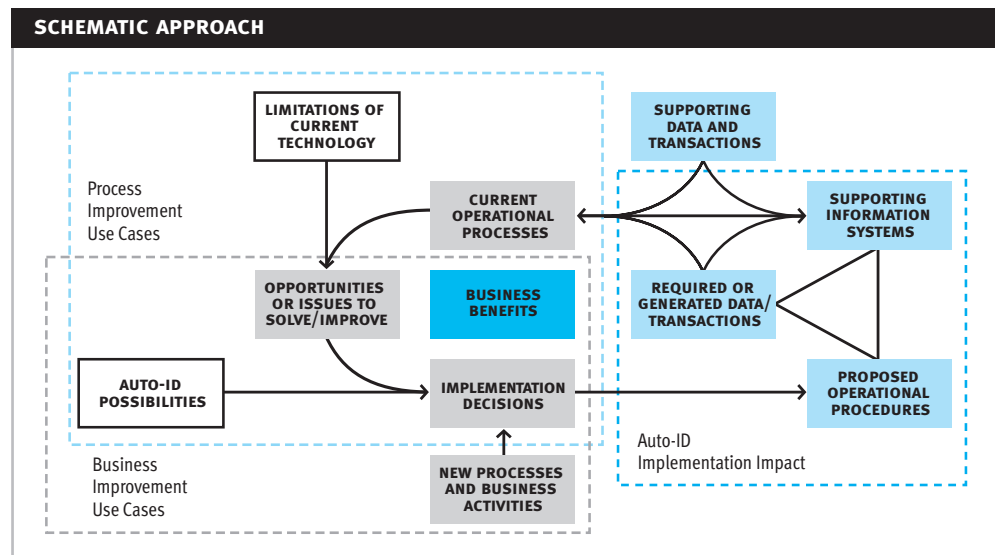 SCHEMATIC APPROACH
LIMITATIONS OF
CURRENT
TECHNOLOGY
SUPPORTING
DATA AND
TRANSACTIONS
Process
Improvement
Use Cases
CURRENT
OPERATIONAL
PROCESSES
SUPPORTING
INFORMATION
SYSTEMS
OPPORTUNITIES
OR ISSUES TO
SOLVE/IMPROVE
BUSINESS
BENEFITS
REQUIRED OR
GENERATED DATA/
TRANSACTIONS
AUTO-ID
POSSIBILITIES
IMPLEMENTATION
DECISIONS
PROPOSED
OPERATIONAL
PROCEDURES
Auto-ID
Implementation Impact
Business
Improvement
Use Cases
NEW PROCESSES
AND BUSINESS
ACTIVITIES